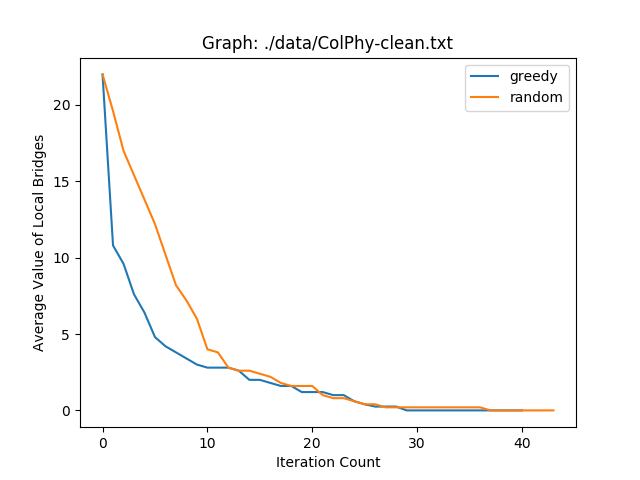 Graph: ./data/ColPhy-clean.txt
greedy
random
Average Value of Local Bridges
20
15
10
5
0
0 10 20 30 40
Iteration Count